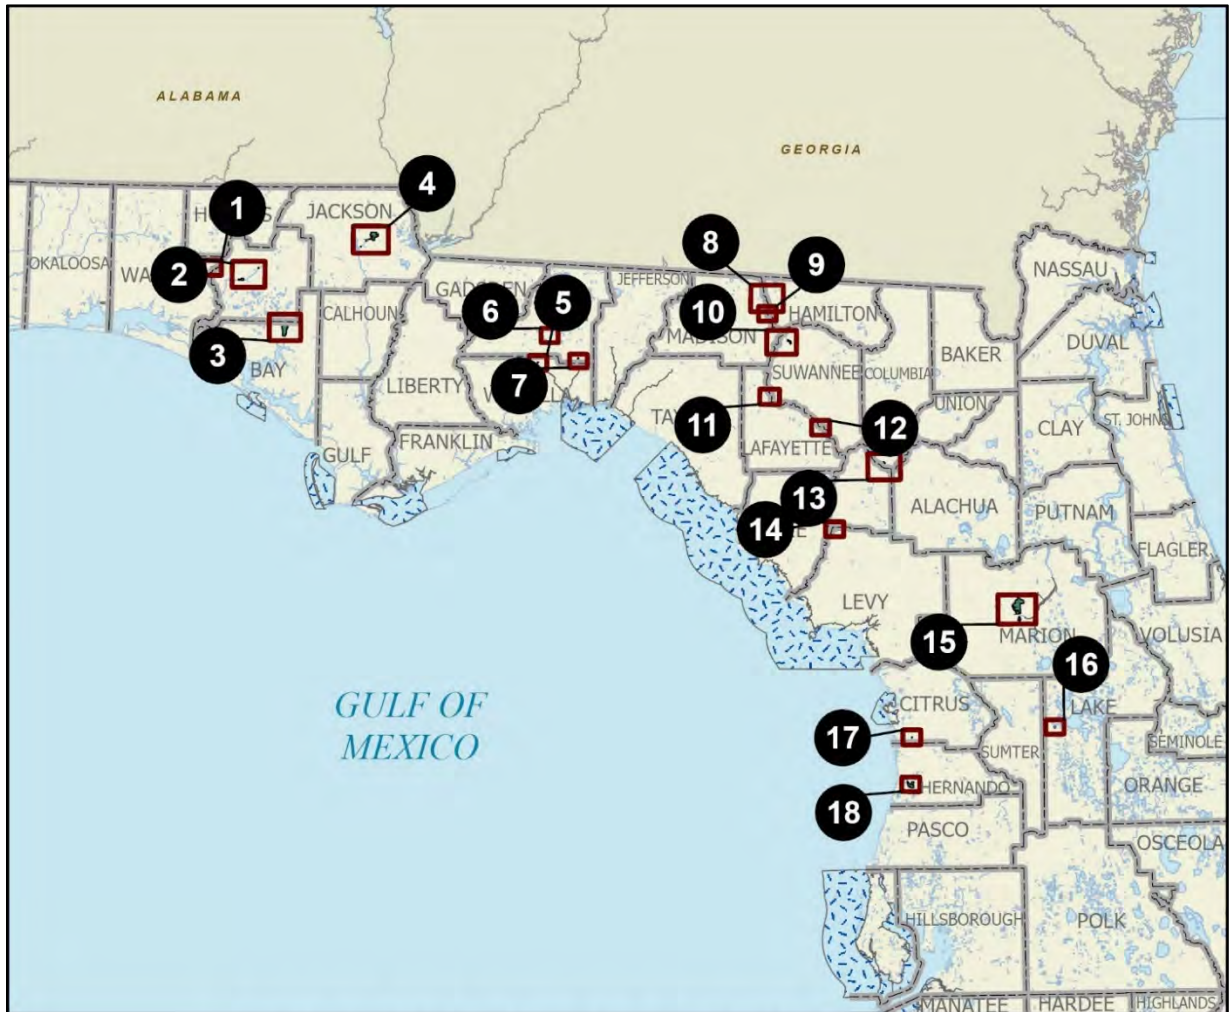 ALABAMA
GEORGIA
4
1
JACKSON
8
9
OKALOOSA
2
JEFFERSON
NASSAU
6
5
10
HAMILTON
CALHOUN
MADISON
DUVAL
3
BAY
BAKER
7
LIBERTY
SUWANNEE
COLUMBIA
UNION
11
12
ST. JOHNS
CLAY
FRANKLIN
LAFAYETTE
GULF
13
ALACHUA
PUTNAM
14
FLAGLER
LEVY
15
MARION
VOLUSIA
16
GULF OF
MEXICO
CITRUS
LAKE
17
SUMTER
SEMINOLE
HERNANDO
ORANGE
18
PASCO
OSCEOLA
HILLSBOROUGH
POLK
MANATEE
HARDEE
HIGHLANDS